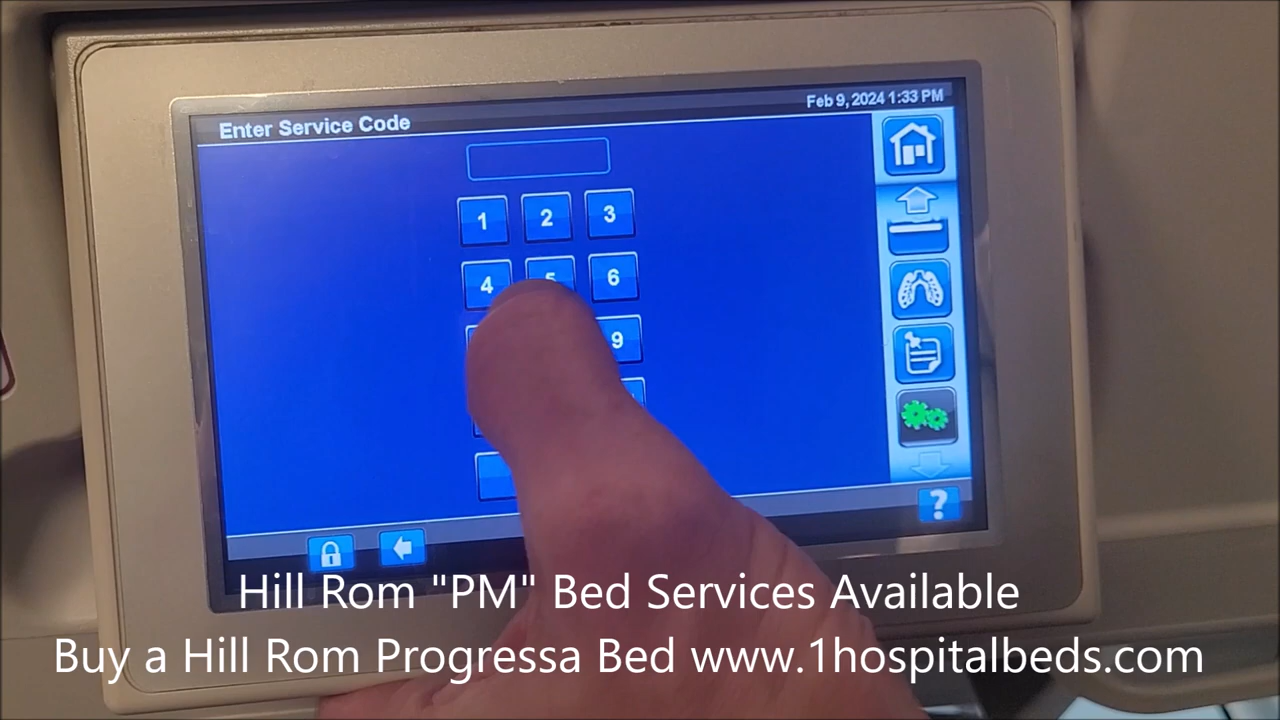 Feb 9, 2024 1:33 PM
Enter Service Code
1 2 3
4 5 6
9
?
Hill Rom "PM" Bed Services Available
Buy a Hill Rom Progressa Bed www.1hospitalbeds.com